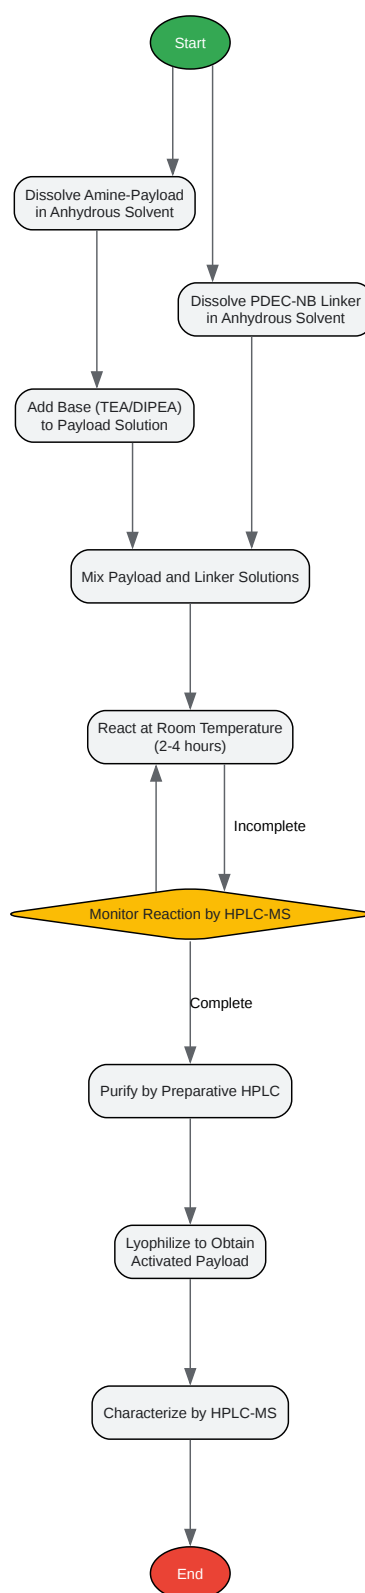 Start
Dissolve Amine-Payload
in Anhydrous Solvent
Dissolve PDEC-NB Linker
in Anhydrous Solvent
Add Base (TEA/DIPEA)
to Payload Solution
Mix Payload and Linker Solutions
React at Room Temperature
(2-4 hours)
Incomplete
Monitor Reaction by HPLC-MS
Complete
Purify by Preparative HPLC
Lyophilize to Obtain
Activated Payload
Characterize by HPLC-MS
End